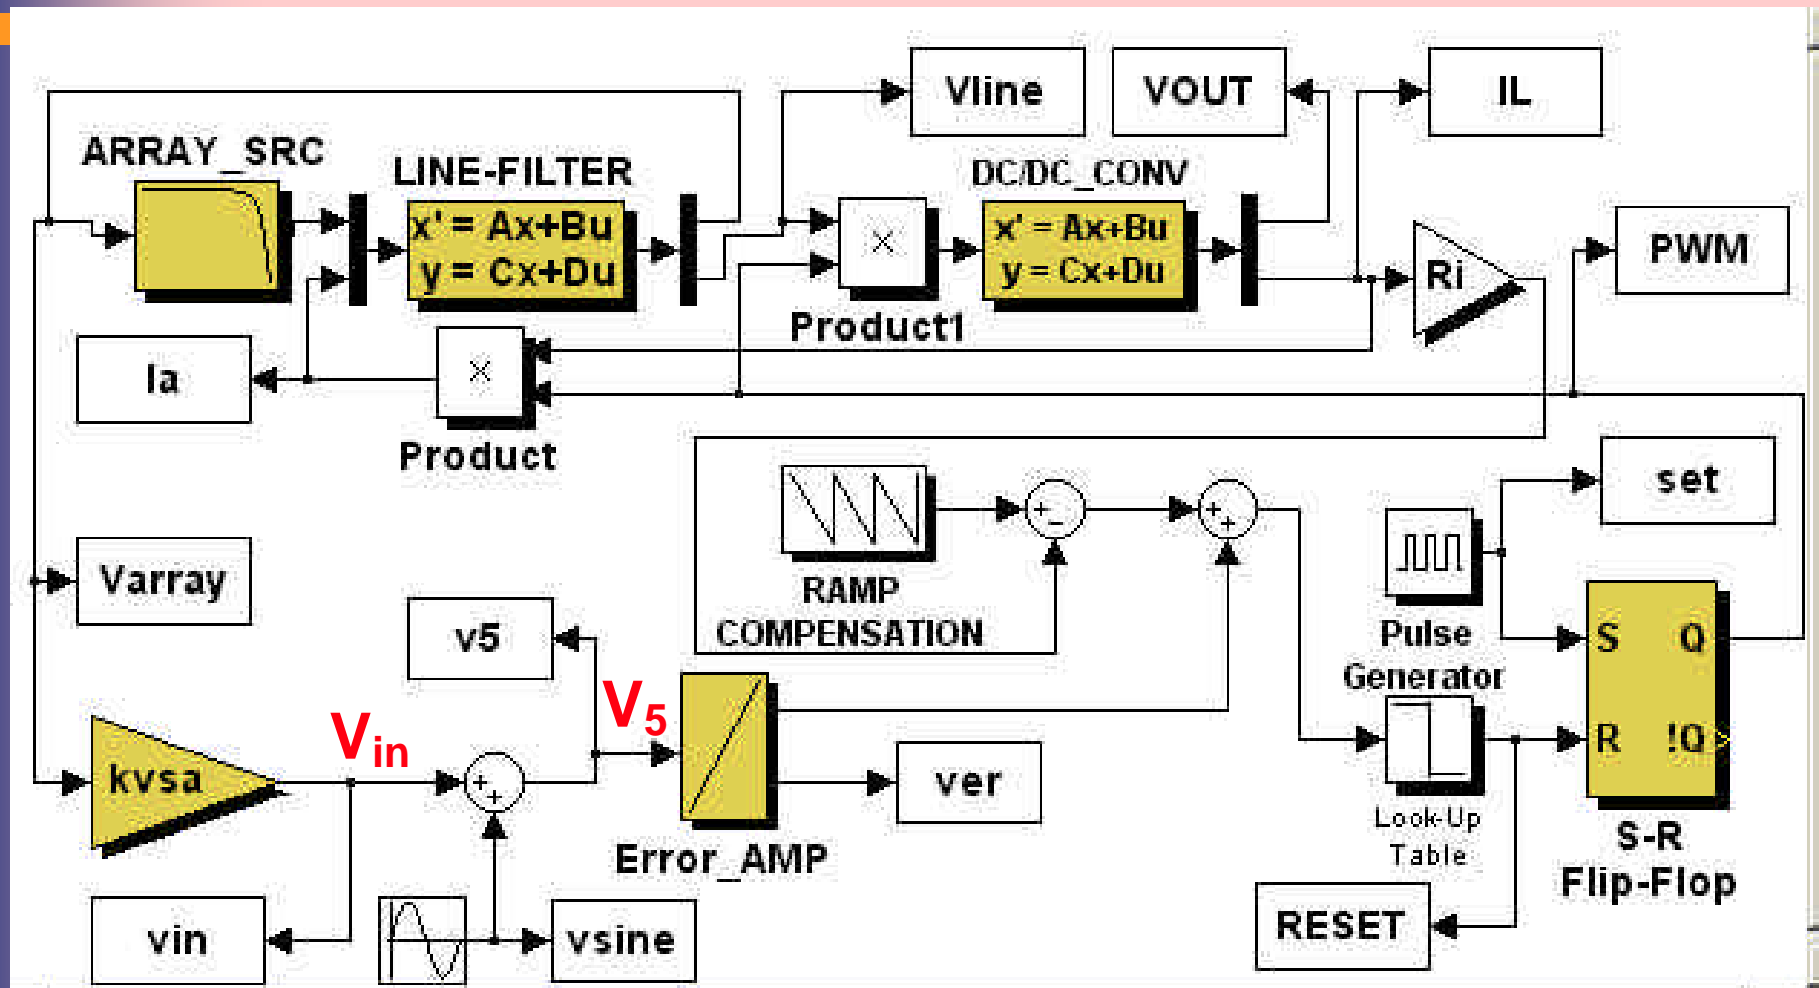 Vline
VOUT
IL
ARRAY_SRC
LINE-FILTER
DC/DC_CONV
x' = Ax+Bu
y = Cx+Du
x' = Ax+Bu
y = Cx+Du
Ri
PWM
Product1
Ia
Product
set
Varray
RAMP
COMPENSATION
v5
Pulse
Generator
S Q
R !Q
V5
Vin
kvsa
ver
Look-Up
Table
Error_AMP
S-R
Flip-Flop
vin
vsine
RESET